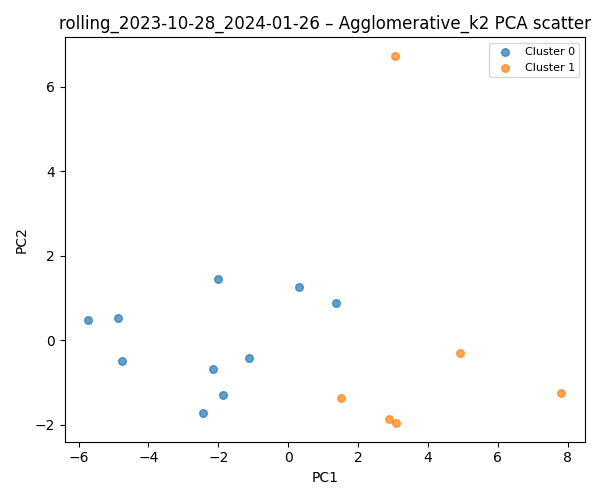 rolling_2023-10-28_2024-01-26 – Agglomerative_k2 PCA scatter
Cluster 0
Cluster 1
6
4
2
0
−2
PC2
−6
−4
−2
0
2
4
6
8
PC1